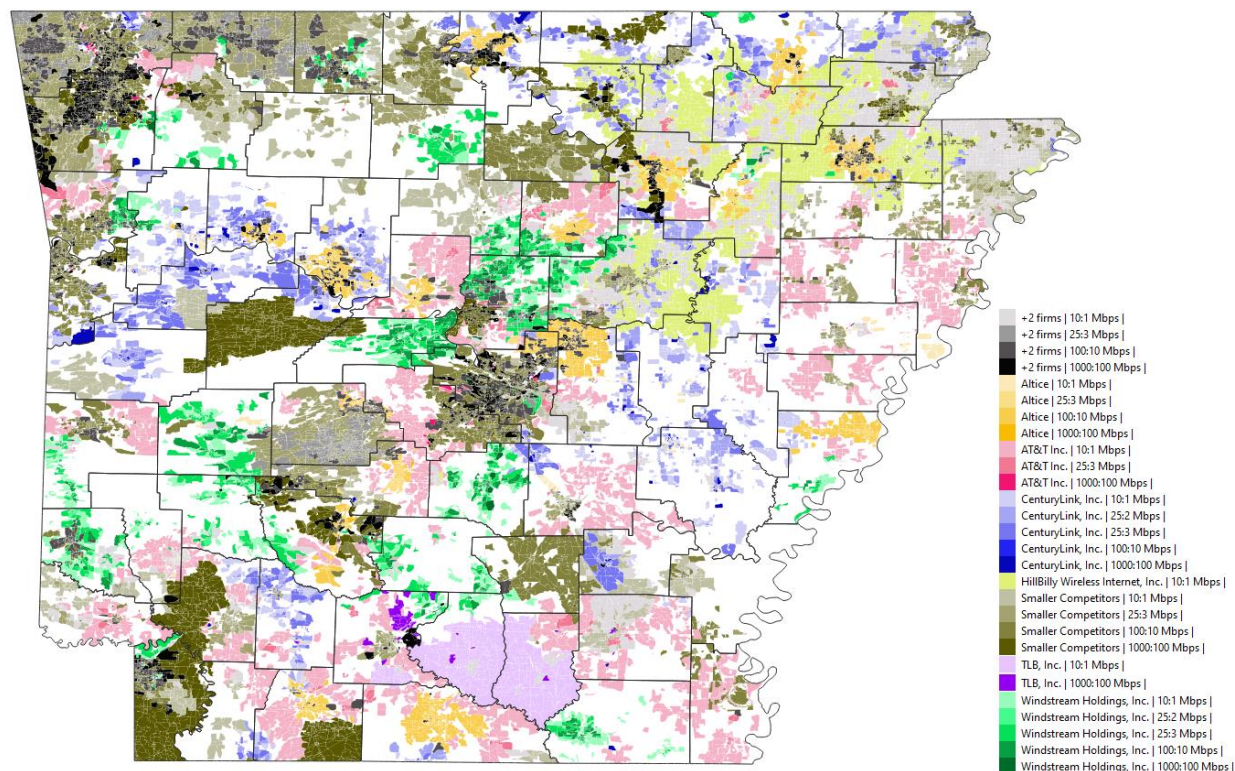 +2 firms | 10:1 Mbps |
+2 firms | 25:3 Mbps |
+2 firms | 100:10 Mbps |
+2 firms | 1000:100 Mbps |
Altice | 10:1 Mbps |
Altice | 25:3 Mbps |
Altice | 100:10 Mbps |
Altice | 1000:100 Mbps |
AT&T Inc. | 10:1 Mbps |
AT&T Inc. | 25:3 Mbps |
AT&T Inc. | 1000:100 Mbps |
CenturyLink, Inc. | 10:1 Mbps |
CenturyLink, Inc. | 25:2 Mbps |
CenturyLink, Inc. | 25:3 Mbps |
CenturyLink, Inc. | 100:10 Mbps |
CenturyLink, Inc. | 1000:100 Mbps |
HillBilly Wireless Internet, Inc. | 10:1 Mbps |
Smaller Competitors | 10:1 Mbps |
Smaller Competitors | 25:3 Mbps |
Smaller Competitors | 100:10 Mbps |
Smaller Competitors | 1000:100 Mbps |
TLB, Inc. | 10:1 Mbps |
TLB, Inc. | 1000:100 Mbps |
Windstream Holdings, Inc. | 10:1 Mbps |
Windstream Holdings, Inc. | 25:2 Mbps |
Windstream Holdings, Inc. | 25:3 Mbps |
Windstream Holdings, Inc. | 100:10 Mbps |
Windstream Holdings, Inc. | 1000:100 Mbps |